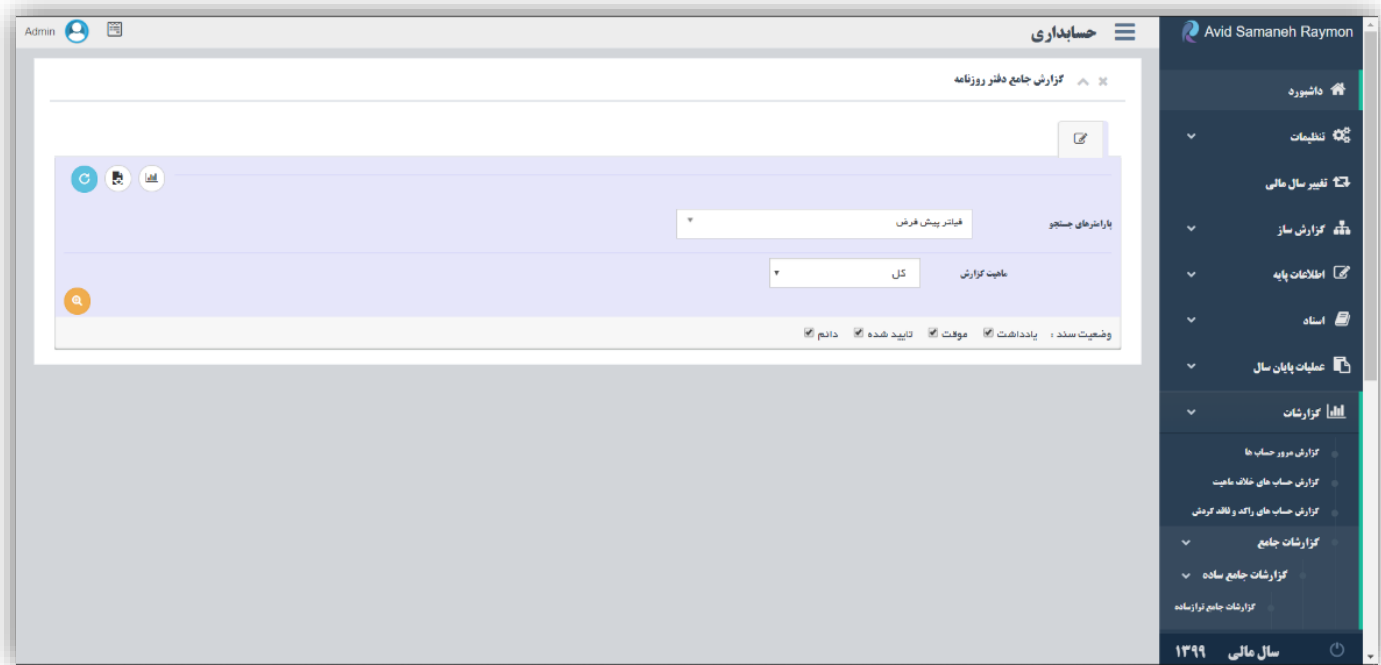 Avid Samaneh Raymon
داشبورد
تنظیمات
تغییر سال مالی
گزارش ساز
اطلاعات پایه
اسناد
عملیات پایان سال
گزارشات
گزارش مرور حساب ها
گزارش حساب های خلاف ماهیت
گزارش حساب های راکد و فاقد گردش
گزارشات جامع
گزارشات جامع ساده
گزارشات جامع ترازساده
سال مالی ۱۳۹۹
حسابداری
Admin
گزارش جامع دفتر روزنامه
پارامترهای جستجو
فیلتر پیش فرض
ماهیت گزارش
کل
وضعیت سند : یادداشت موقت تایید شده دائم